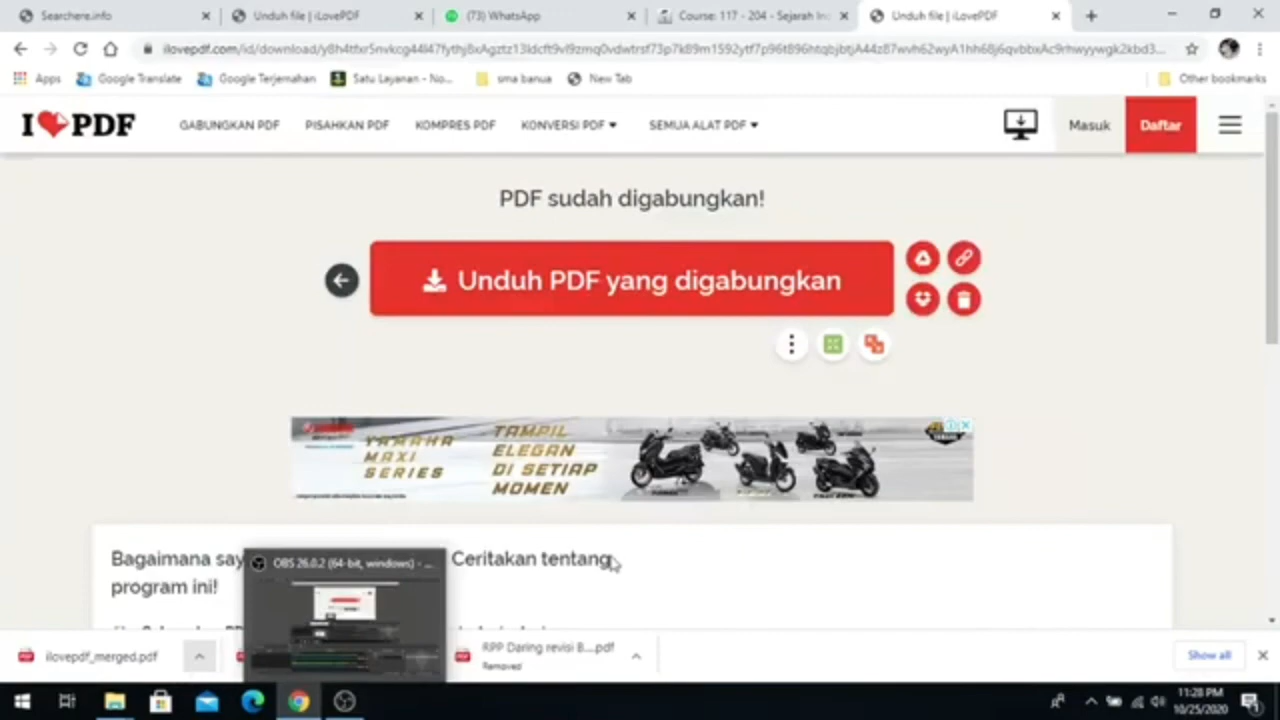 Searchere.info
Unduh file | iLovePDF
(73) WhatsApp
Course: 117 - 204 - Sejarah In
Unduh file | iLovePDF
Apps
Google Translate
Google Terjemahan
Satu Layanan - No...
sma banua
New Tab
Other bookmarks
I PDF
GABUNGKAN PDF
PISAHKAN PDF
KOMPRES PDF
KONVERSI PDF
SEMUA ALAT PDF
Masuk
Daftar
PDF sudah digabungkan!
Unduh PDF yang digabungkan
YAMAHA
MAXI
SERIES
TAMPIL
ELEGAN
DI SETIAP
MOMEN
Bagaimana say
Ceritakan tentang
program ini!
OBS 26.0.2 (64-bit, windows) - ...
ilovepdf_merged.pdf
RPP Daring revisi B....pdf
Removed
Show all
11:28 PM
10/25/2020